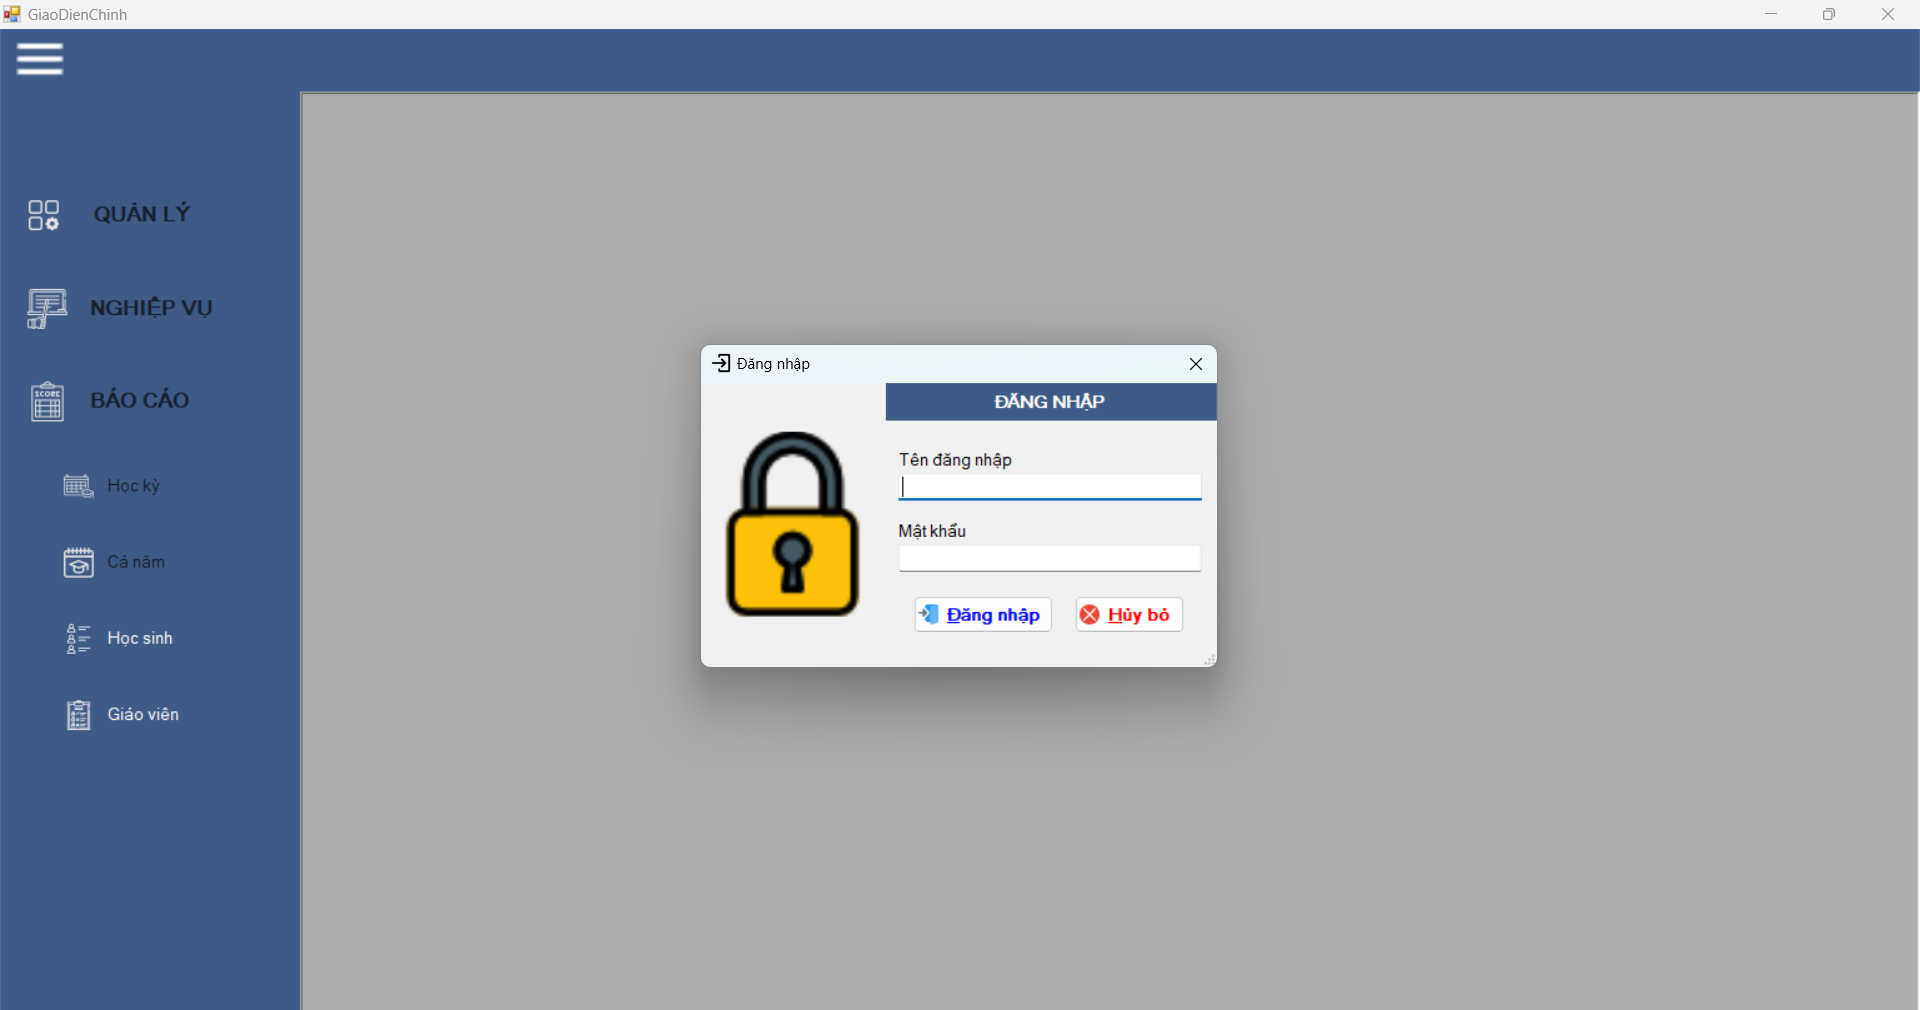 GiaoDienChinh
QUẢN LÝ
NGHIỆP VỤ
SCORE
BÁO CÁO
Học kỳ
Cả năm
Học sinh
Giáo viên
Đăng nhập
ĐĂNG NHẬP
Tên đăng nhập
Mật khẩu
Đăng nhập
Hủy bỏ